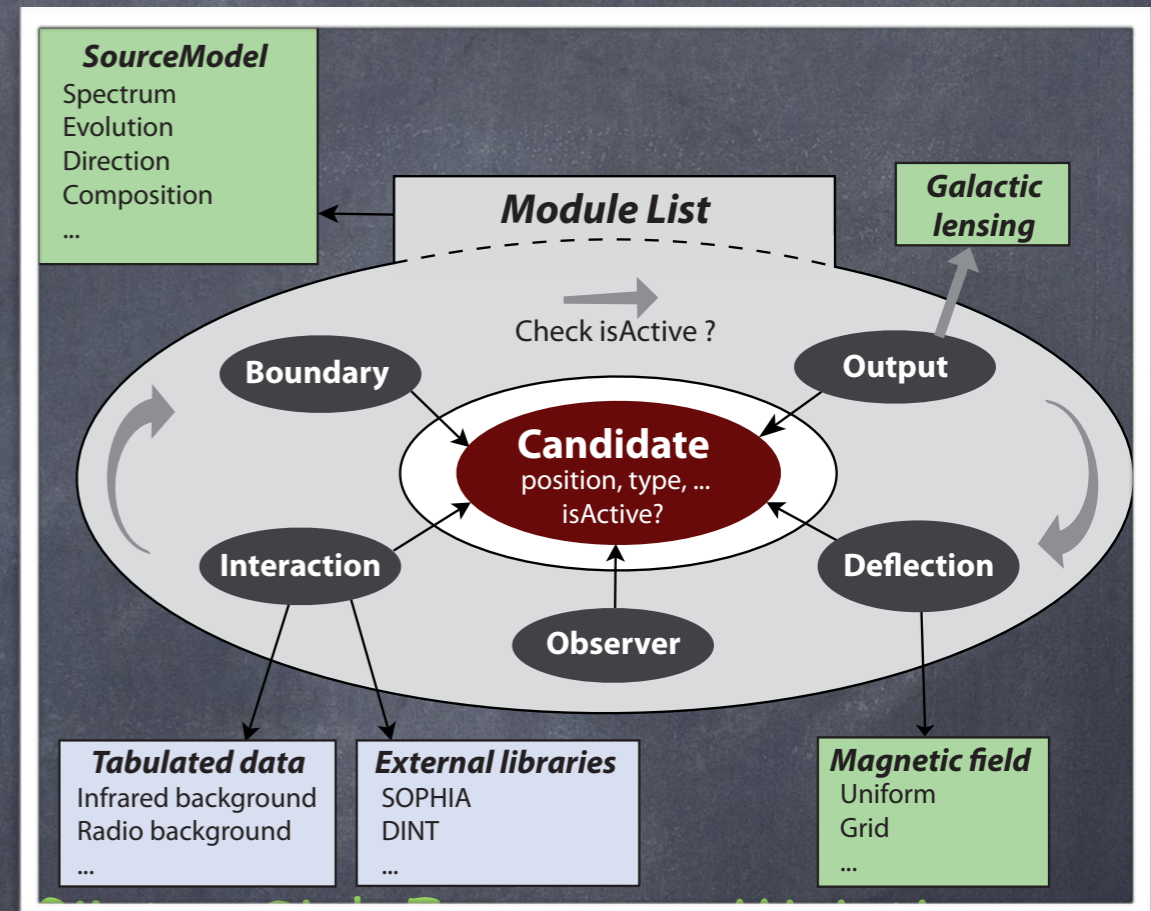 SourceModel
Spectrum
Evolution
Direction
Composition
...
Module List
Galactic
lensing
Check isActive ?
Boundary
Output
Candidate
position, type, ...
isActive?
Interaction
Deflection
Observer
Tabulated data
Infrared background
Radio background
...
External libraries
SOPHIA
DINT
...
Magnetic field
Uniform
Grid
...